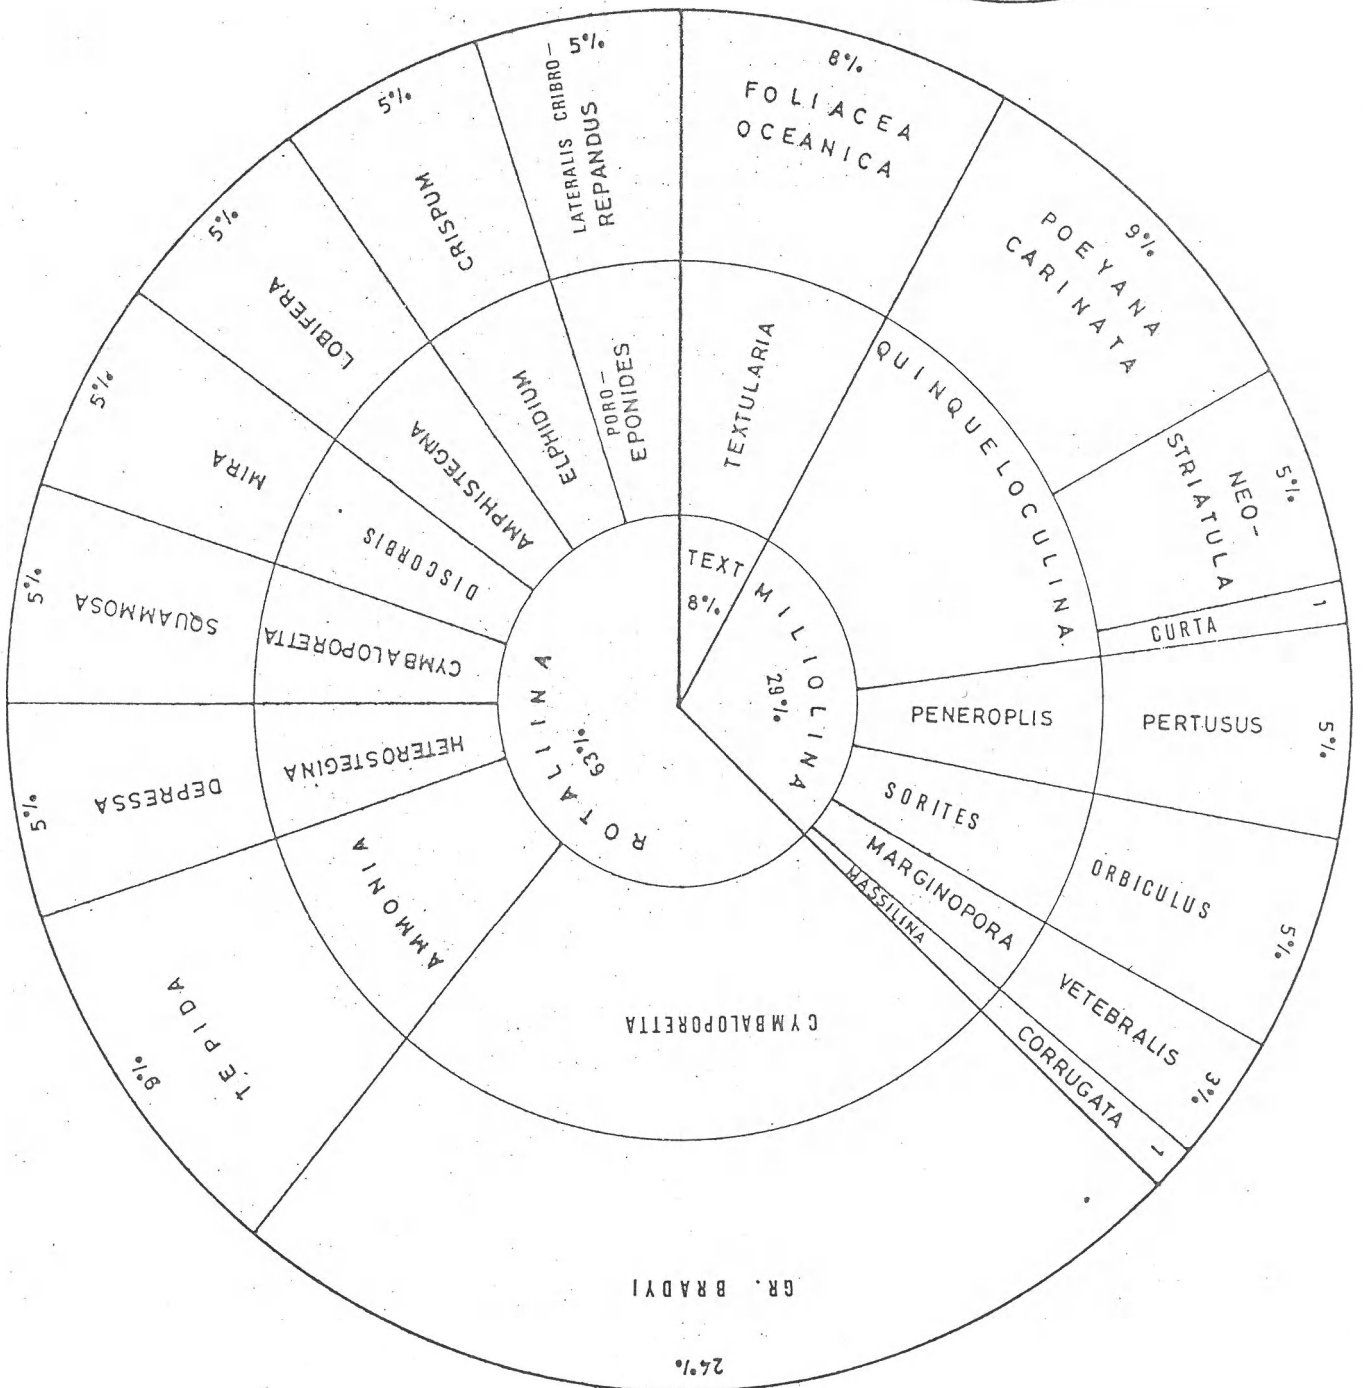 5%
LATERALIS CRIBRO-
REPANDUS
PORO-
EPONIDES
8%
FOLIACEA
OCEANICA
TEXTULARIA
TEXT
8%
9%
POEYANA
CARINATA
QUINQUELOCULINA
5%
NEO-
STRIATULA
1
CURTA
MILIOLINA
29%
PENEROPLIS
PERTUSUS
5%
SORITES
ORBICULUS
5%
MARGINOPORA
VETEBRALIS
3%
MASSILINA
CORRUGATA
1
ROTALIINA
63%
CYMBALOPORETTA
GR. BRADYI
24%
AMMONIA
TEPIDA
9%
HETEROSTEGINA
DEPRESSA
5%
CYMBALOPORETTA
SQUAMMOSA
5%
DISCORBIS
MIRA
5%
AMPHISTEGINA
LOBIFERA
5%
ELPHIDIUM
CRISPUM
5%